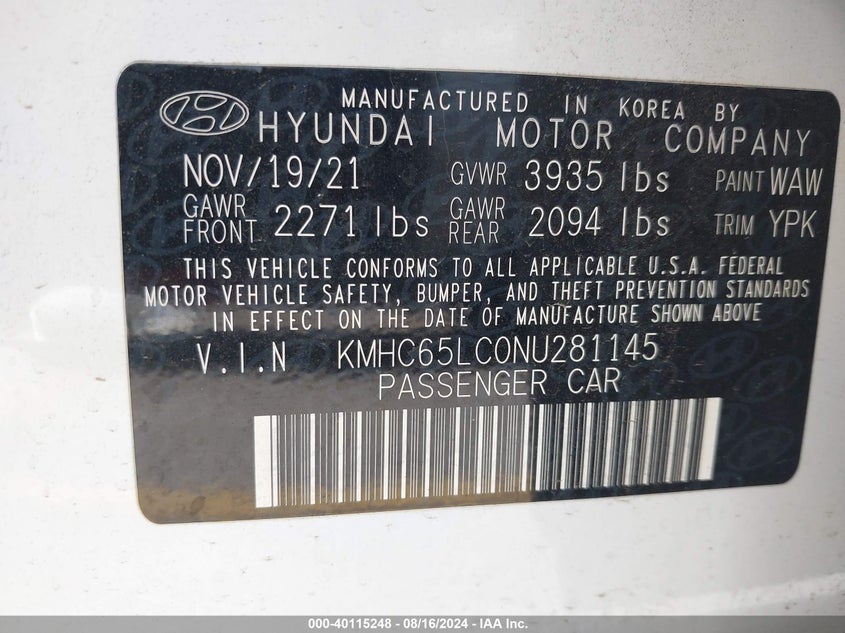 MANUFACTURED IN KOREA BY
HYUNDAI MOTOR COMPANY
NOV/19/21 GVWR 3935 lbs PAINT WAW
GAWR FRONT 2271 lbs GAWR REAR 2094 lbs TRIM YPK
THIS VEHICLE CONFORMS TO ALL APPLICABLE U.S.A. FEDERAL
MOTOR VEHICLE SAFETY, BUMPER, AND THEFT PREVENTION STANDARDS
IN EFFECT ON THE DATE OF MANUFACTURE SHOWN ABOVE
V.I.N KMHC65LC0NU281145
PASSENGER CAR
000-40115248 - 08/16/2024 - IAA Inc.